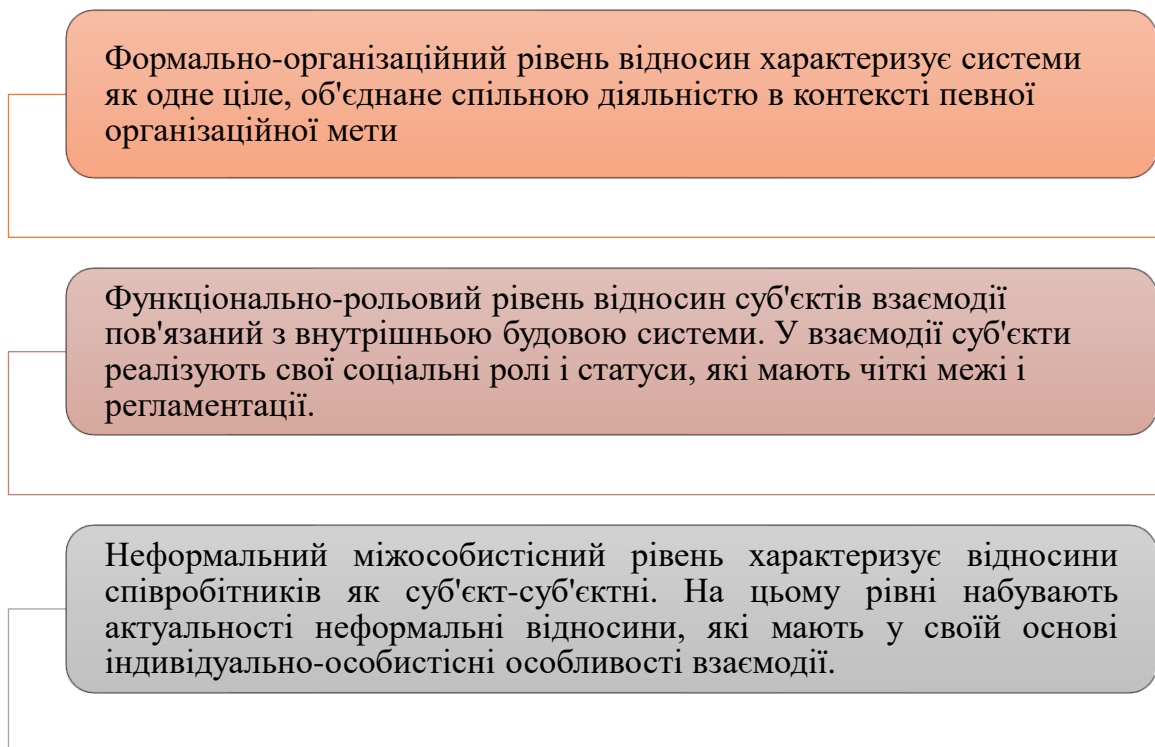 Формально-організаційний рівень відносин характеризує системи
як одне ціле, об'єднане спільною діяльністю в контексті певної
організаційної мети
Функціонально-рольовий рівень відносин суб'єктів взаємодії
пов'язаний з внутрішньою будовою системи. У взаємодії суб'єкти
реалізують свої соціальні ролі і статуси, які мають чіткі межі і
регламентації.
Неформальний міжособистісний рівень характеризує відносини
співробітників як суб'єкт-суб'єктні. На цьому рівні набувають
актуальності неформальні відносини, які мають у своїй основі
індивідуально-особистісні особливості взаємодії.